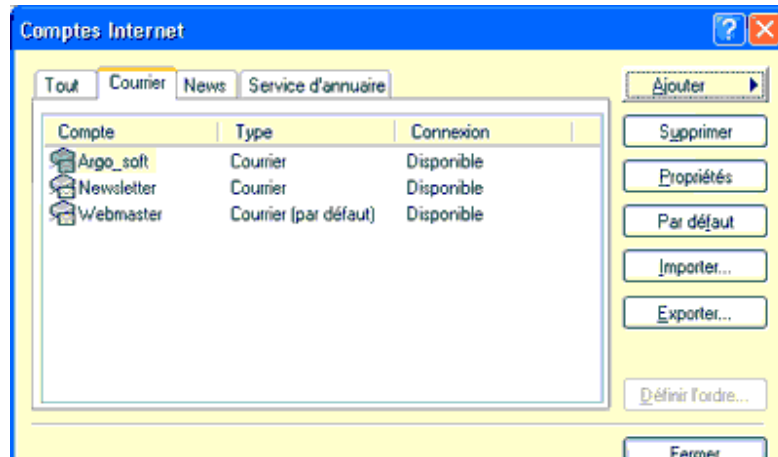 Comptes Internet
Tout Courrier News Service d'annuaire
Ajouter
Compte Type Connexion
Supprimer
Argo_soft Courrier Disponible
Newsletter Courrier Disponible
Propriétés
Webmaster Courrier (par défaut) Disponible
Par défaut
Importer...
Exporter...
Définir l'ordre...
Fermer